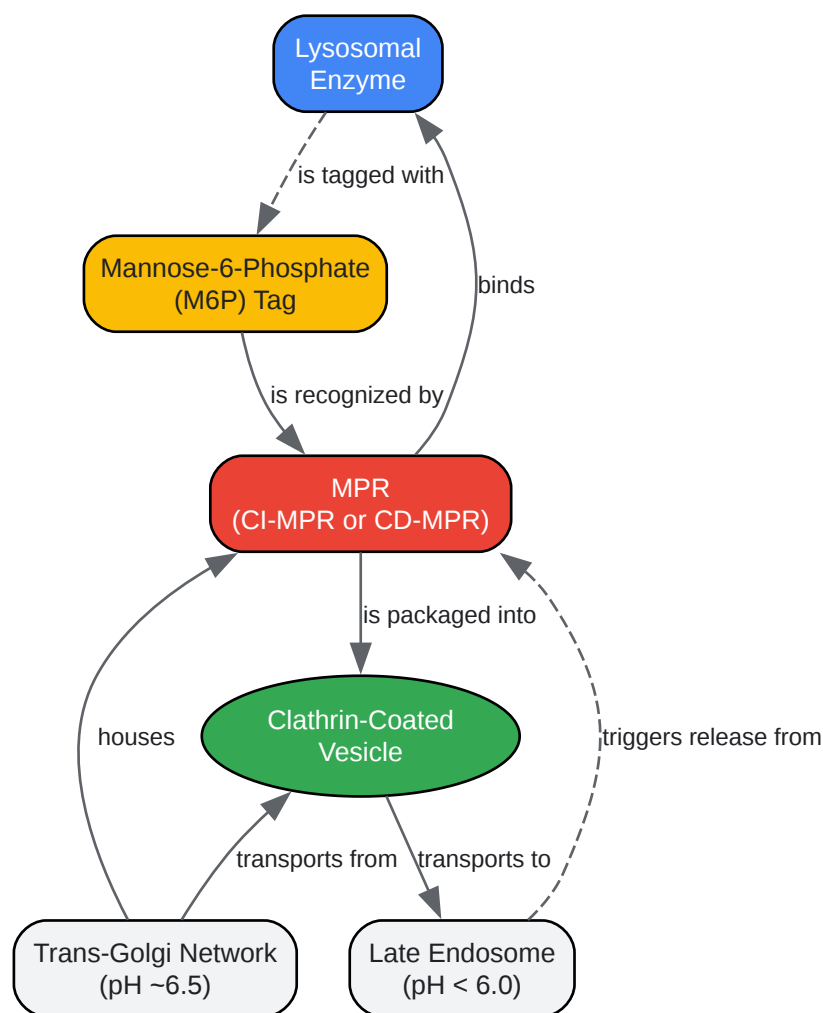 Lysosomal
Enzyme
is tagged with
Mannose-6-Phosphate
(M6P) Tag
binds
is recognized by
MPR
(CI-MPR or CD-MPR)
is packaged into
Clathrin-Coated
Vesicle
houses
triggers release from
transports from
transports to
Trans-Golgi Network
(pH ~6.5)
Late Endosome
(pH < 6.0)